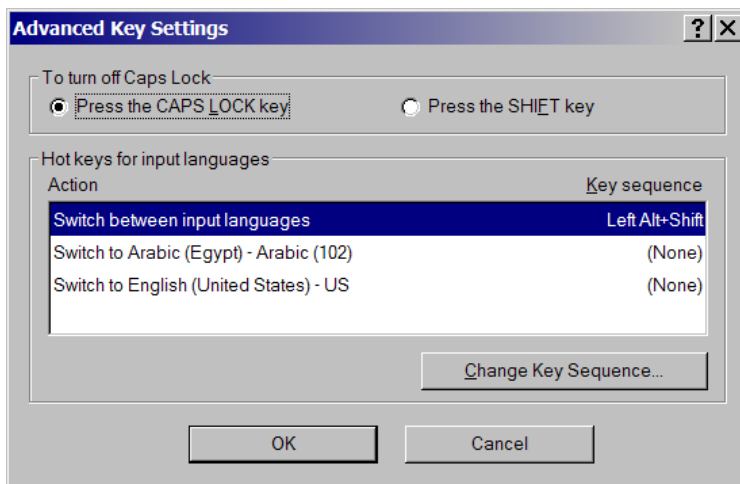 Advanced Key Settings
To turn off Caps Lock
Press the CAPS LOCK key Press the SHIFT key
Hot keys for input languages
Action Key sequence
Switch between input languages Left Alt+Shift
Switch to Arabic (Egypt) - Arabic (102) (None)
Switch to English (United States) - US (None)
Change Key Sequence...
OK Cancel